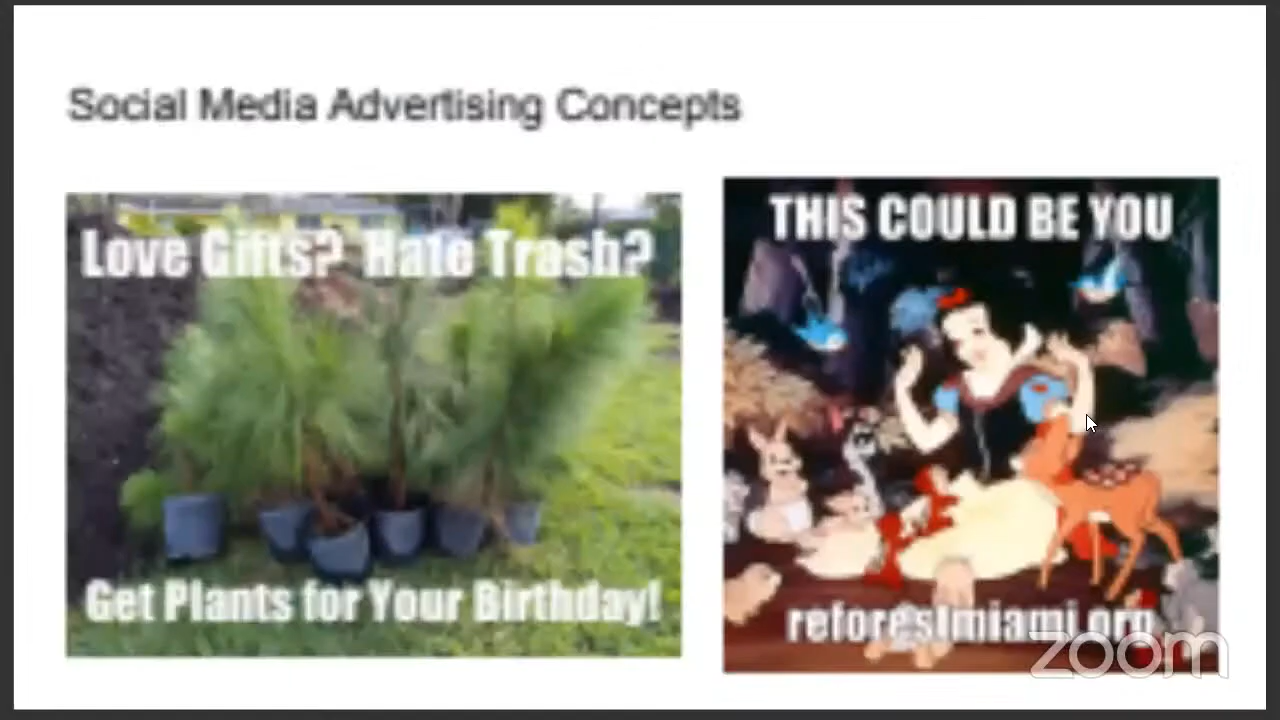 Social Media Advertising Concepts
Love Gifts? Hate Trash?
Get Plants for Your Birthday!
THIS COULD BE YOU
reforestmiami.org
zoom